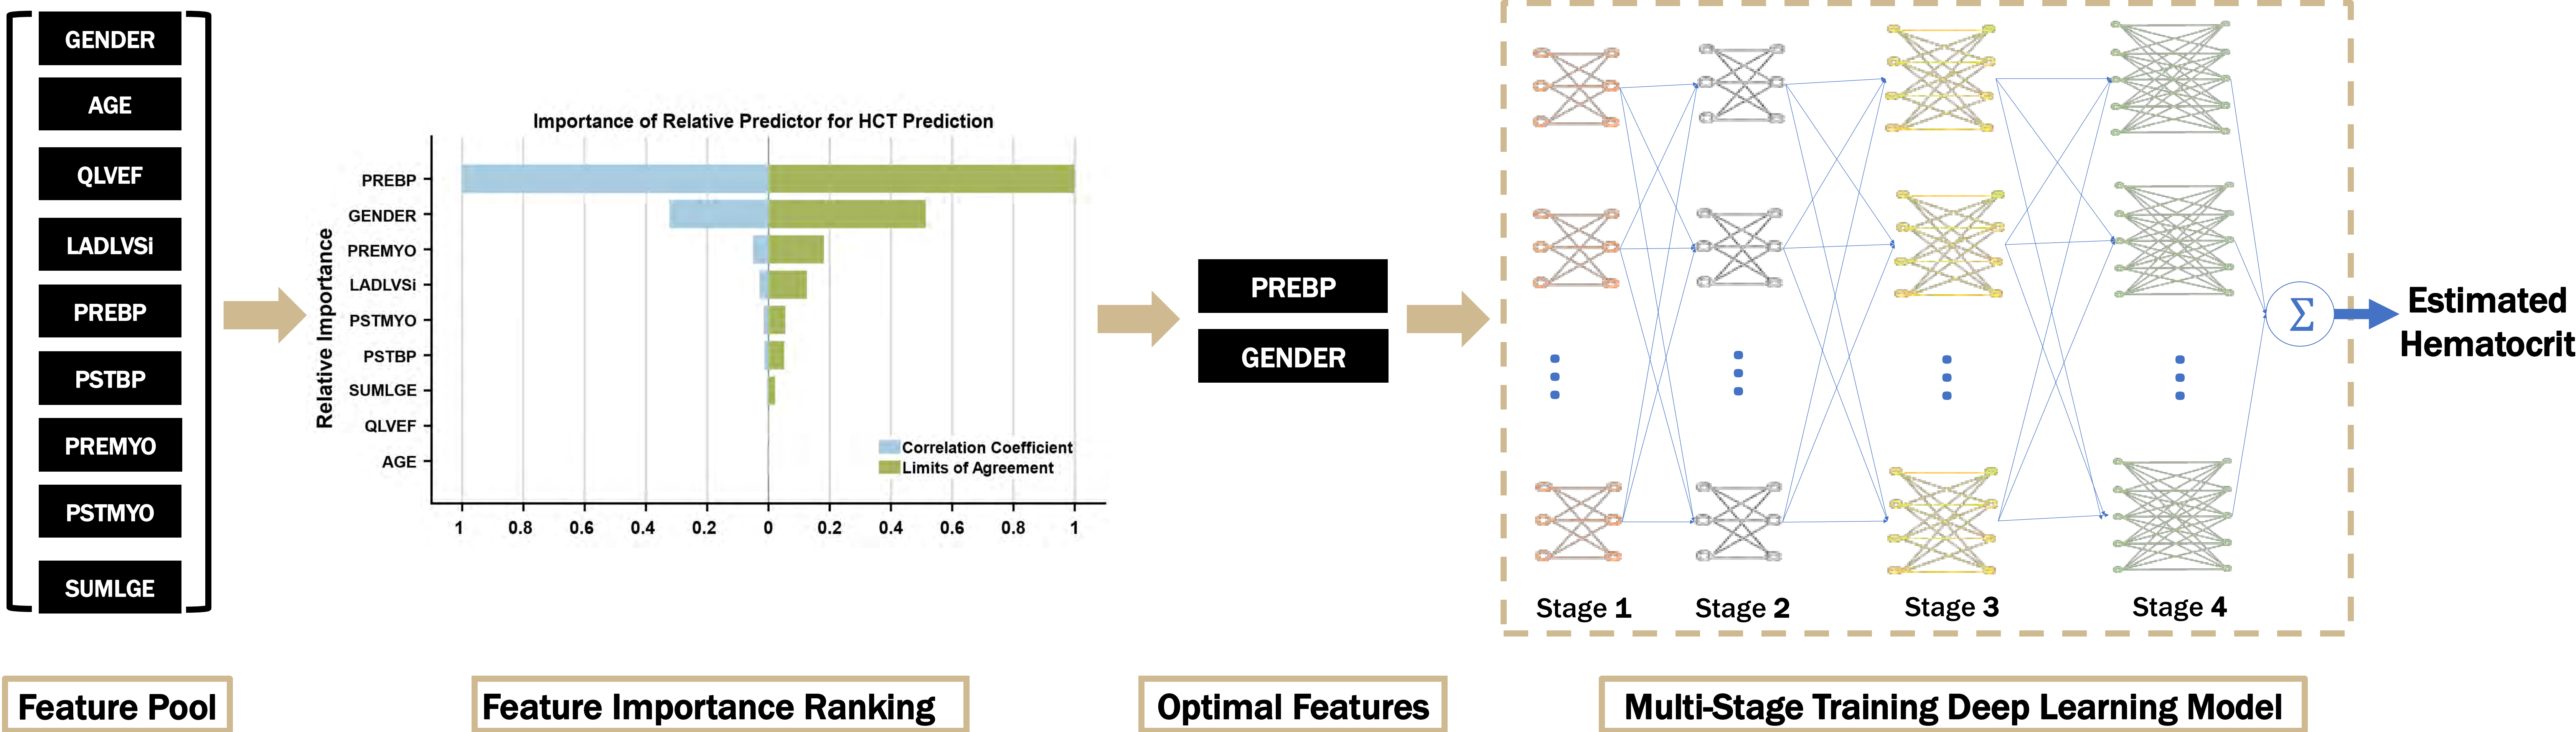 GENDER
AGE
QLVEF
LADLVSi
PREBP
PSTBP
PREMYO
PSTMYO
SUMLGE
Feature Pool
Importance of Relative Predictor for HCT Prediction
Relative Importance
PREBP
GENDER
PREMYO
LADLVSi
PSTMYO
PSTBP
SUMLGE
QLVEF
AGE
Correlation Coefficient
Limits of Agreement
1 0.8 0.6 0.4 0.2 0 0.2 0.4 0.6 0.8 1
Feature Importance Ranking
PREBP
GENDER
Optimal Features
Stage 1 Stage 2 Stage 3 Stage 4
Σ
Estimated
Hematocrit
Multi-Stage Training Deep Learning Model